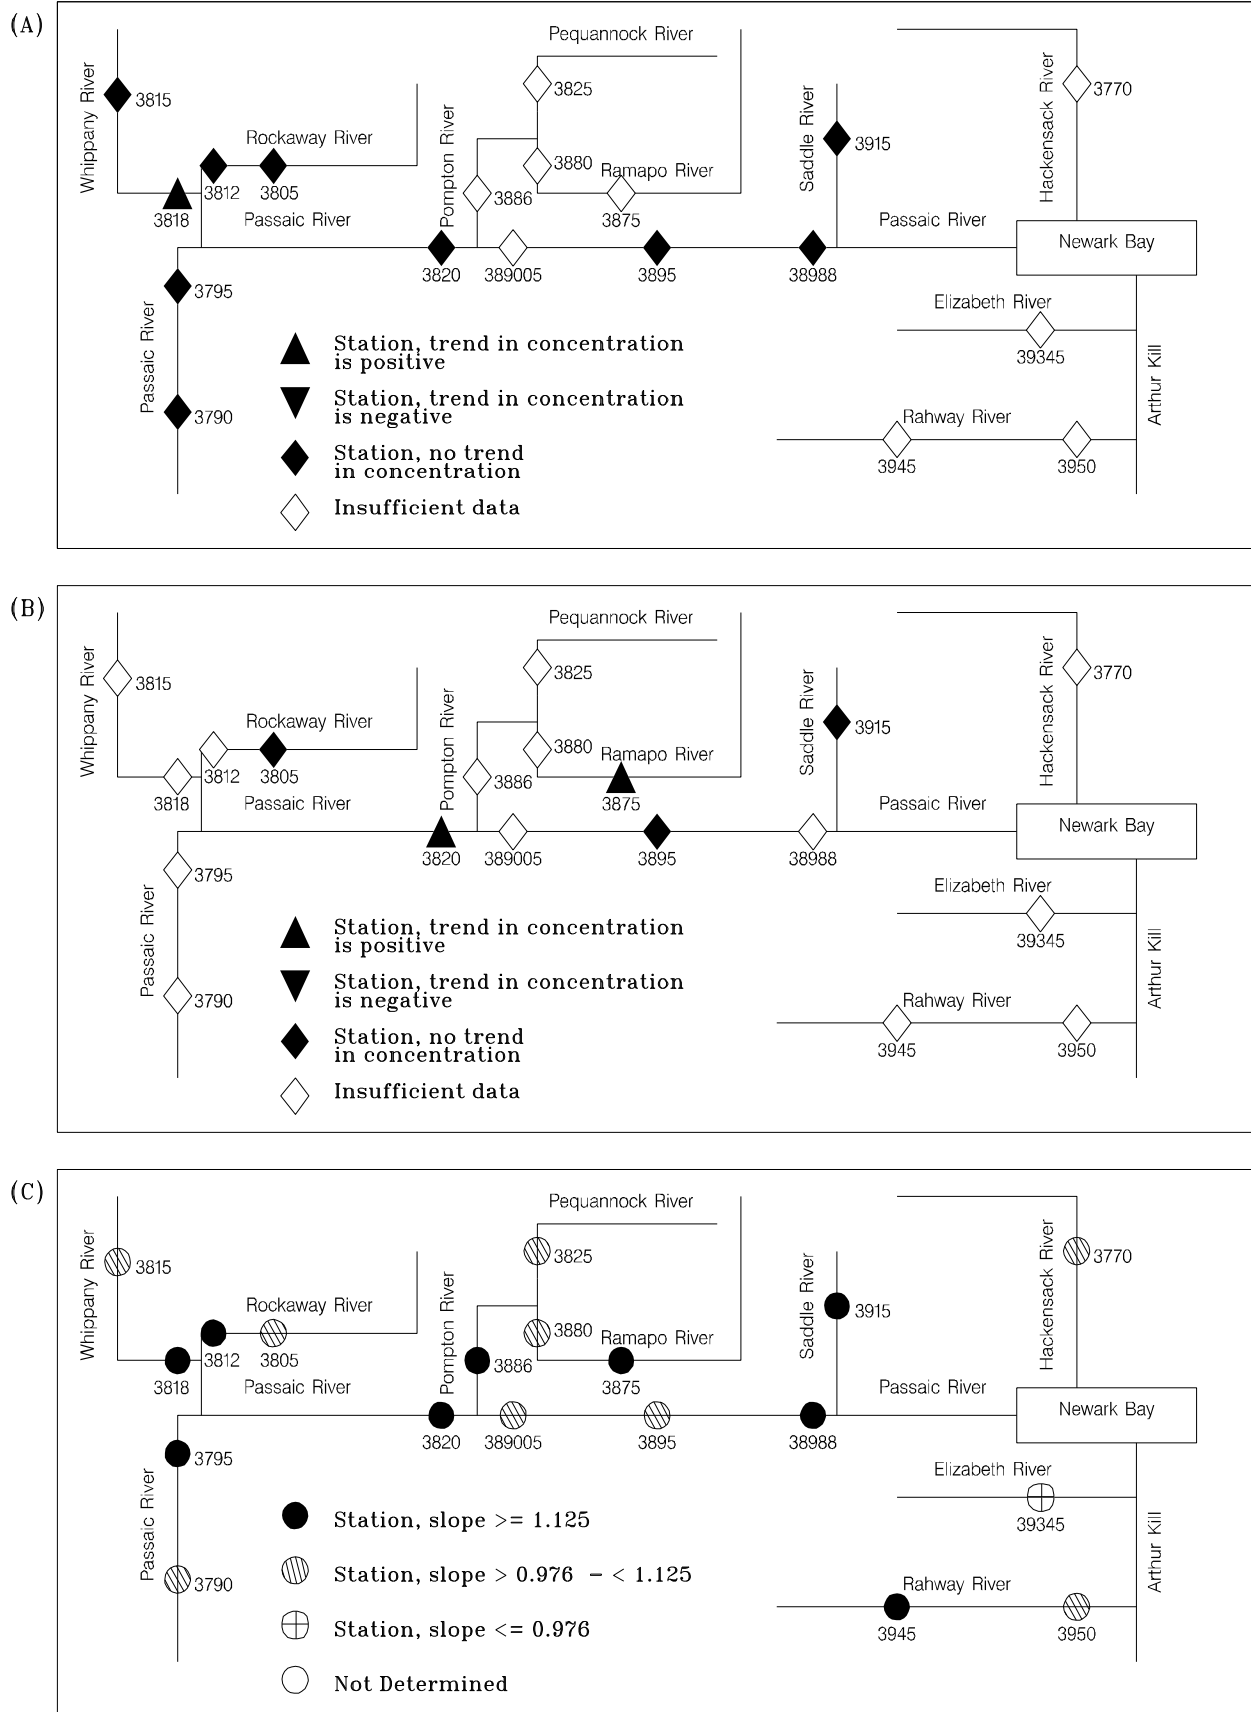 (A)
Pequannock River
3825
3770
Whippany River
3815
Rockaway River
3812
3805
3818
Pompton River
3880
Ramapo River
3886
3875
Saddle River
3915
Hackensack River
Passaic River
Passaic River
Newark Bay
3820
389005
3895
38988
3795
Passaic River
3790
Elizabeth River
39345
Arthur Kill
Rahway River
3945
3950
Station, trend in concentration
is positive
Station, trend in concentration
is negative
Station, no trend
in concentration
Insufficient data
(B)
Pequannock River
3825
3770
Whippany River
3815
Rockaway River
3812
3805
3818
Pompton River
3880
Ramapo River
3886
3875
Saddle River
3915
Hackensack River
Passaic River
Passaic River
Newark Bay
3820
389005
3895
38988
3795
Passaic River
3790
Elizabeth River
39345
Arthur Kill
Rahway River
3945
3950
Station, trend in concentration
is positive
Station, trend in concentration
is negative
Station, no trend
in concentration
Insufficient data
(C)
Pequannock River
3825
3770
Whippany River
3815
Rockaway River
3812
3805
3818
Pompton River
3880
Ramapo River
3886
3875
Saddle River
3915
Hackensack River
Passaic River
Passaic River
Newark Bay
3820
389005
3895
38988
3795
Passaic River
3790
Elizabeth River
39345
Arthur Kill
Rahway River
3945
3950
Station, slope >= 1.125
Station, slope > 0.976 - < 1.125
Station, slope <= 0.976
Not Determined